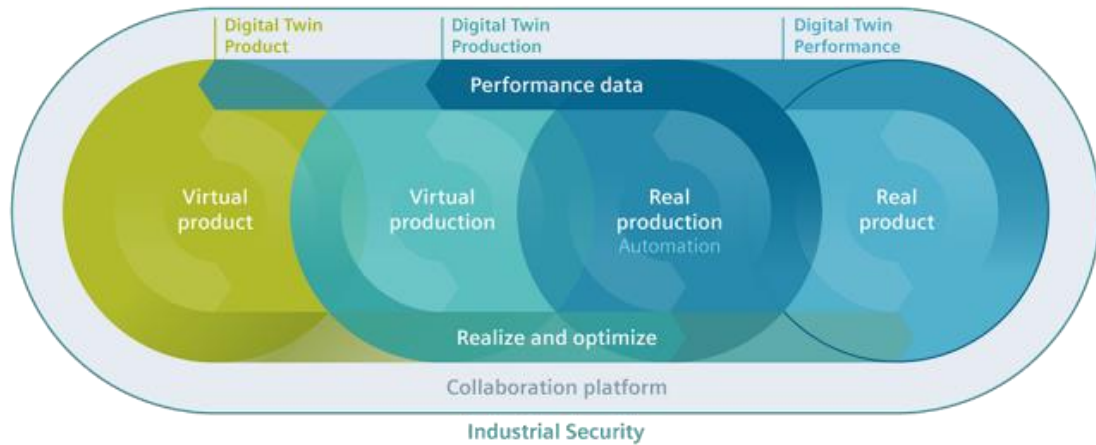 Digital Twin
Product
Digital Twin
Production
Digital Twin
Performance
Performance data
Virtual
product
Virtual
production
Real
production
Automation
Real
product
Realize and optimize
Collaboration platform
Industrial Security